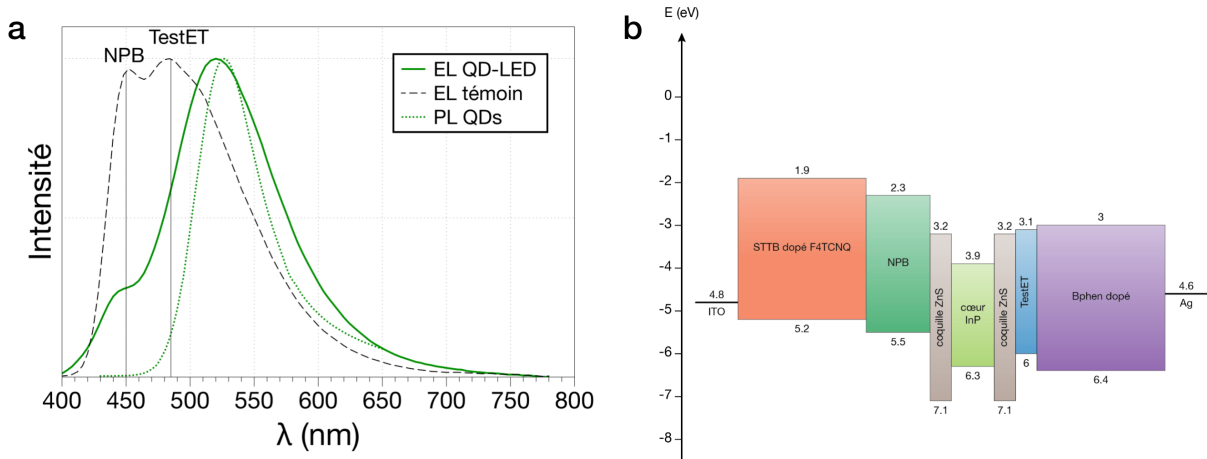 a
NPB
TestET
EL QD-LED
EL témoin
PL QDs
Intensité
400 450 500 550 600 650 700 750 800
λ (nm)
b
E (eV)
0
-1
-2
-3
-4
-5
-6
-7
-8
4.8
ITO
1.9
STTB dopé F4TCNQ
5.2
2.3
NPB
5.5
3.2
coquille ZnS
7.1
3.9
cœur
InP
6.3
3.2
coquille ZnS
7.1
3.1
TestET
6
3
Bphen dopé
6.4
4.6
Ag